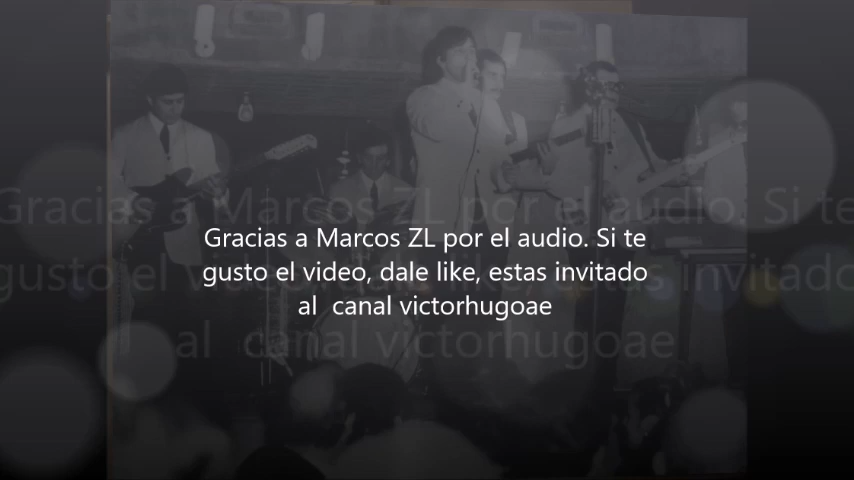 Gracias a Marcos ZL por el audio. Si te
gusto el video, dale like, estas invitado
al  canal victorhugoae